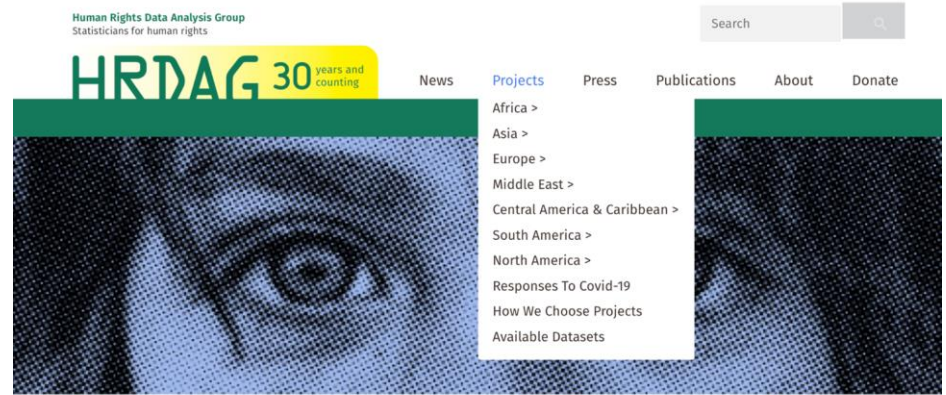 Human Rights Data Analysis Group
Statisticians for human rights
Search
HRDAG 30 years and
counting
News Projects Press Publications About Donate
Africa >
Asia >
Europe >
Middle East >
Central America & Caribbean >
South America >
North America >
Responses To Covid-19
How We Choose Projects
Available Datasets